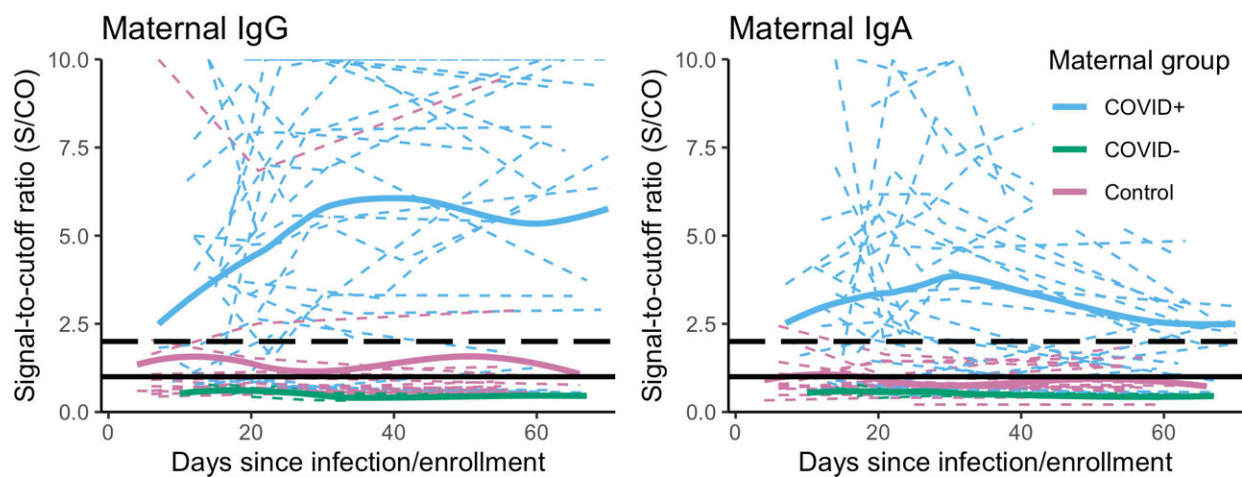 Maternal IgG
Signal-to-cutoff ratio (S/CO)
10.0
7.5
5.0
2.5
0.0
0
20
40
60
Days since infection/enrollment
Maternal IgA
Signal-to-cutoff ratio (S/CO)
10.0
7.5
5.0
2.5
0.0
0
20
40
60
Days since infection/enrollment
Maternal group
COVID+
COVID-
Control